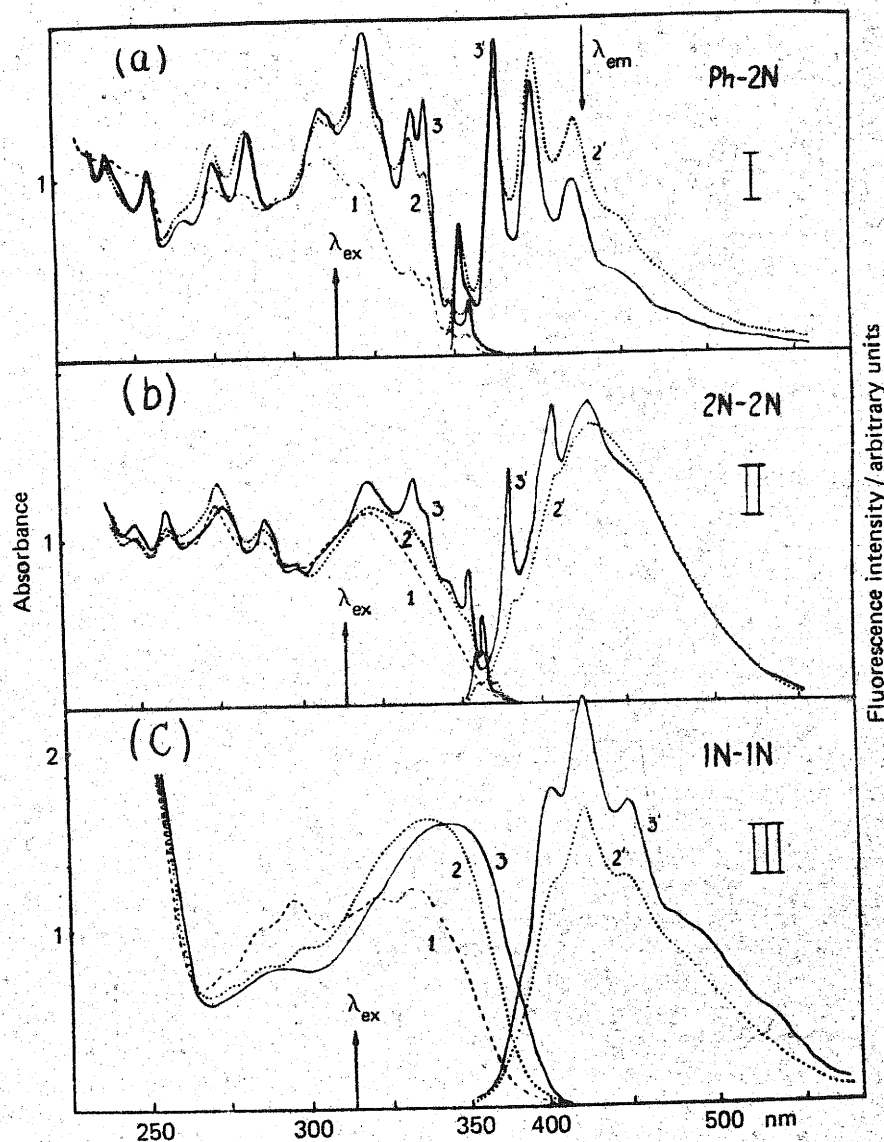 (a)
3'
λem
Ph-2N
3
2'
I
1
1
2
λex
(b)
2N-2N
3'
II
3
2'
1
2
λex
1
(C)
1N-1N
2
3'
3
2'
III
2
1
1
λex
250
300
350
400
500
nm
Absorbance
Fluorescence intensity / arbitrary units